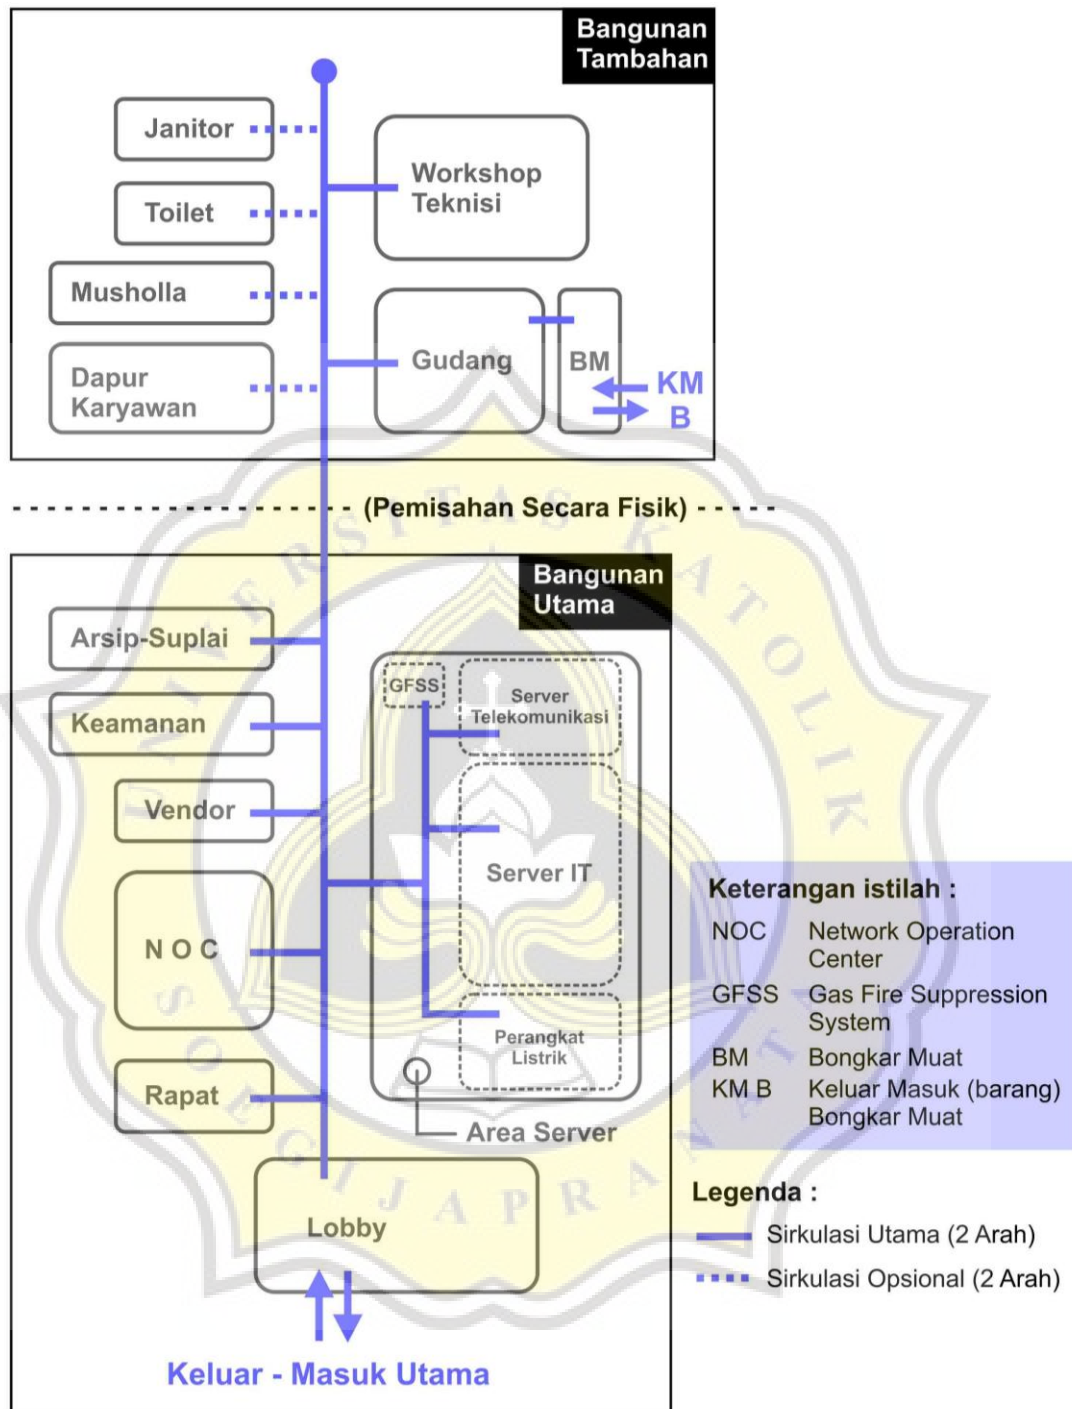 Bangunan
Tambahan
Janitor
Workshop
Teknisi
Toilet
Musholla
Gudang
BM
KM
B
Dapur
Karyawan
(Pemisahan Secara Fisik)
Bangunan
Utama
Arsip-Suplai
GFSS
Server
Telekomunikasi
Keamanan
Vendor
Server IT
N O C
Perangkat
Listrik
Rapat
Area Server
Lobby
Keluar - Masuk Utama
Keterangan istilah :
NOC Network Operation
Center
GFSS Gas Fire Suppression
System
BM Bongkar Muat
KM B Keluar Masuk (barang)
Bongkar Muat
Legenda :
Sirkulasi Utama (2 Arah)
Sirkulasi Opsional (2 Arah)
UNIVERSITAS KATOLIK
SOEGIJAPRANATA